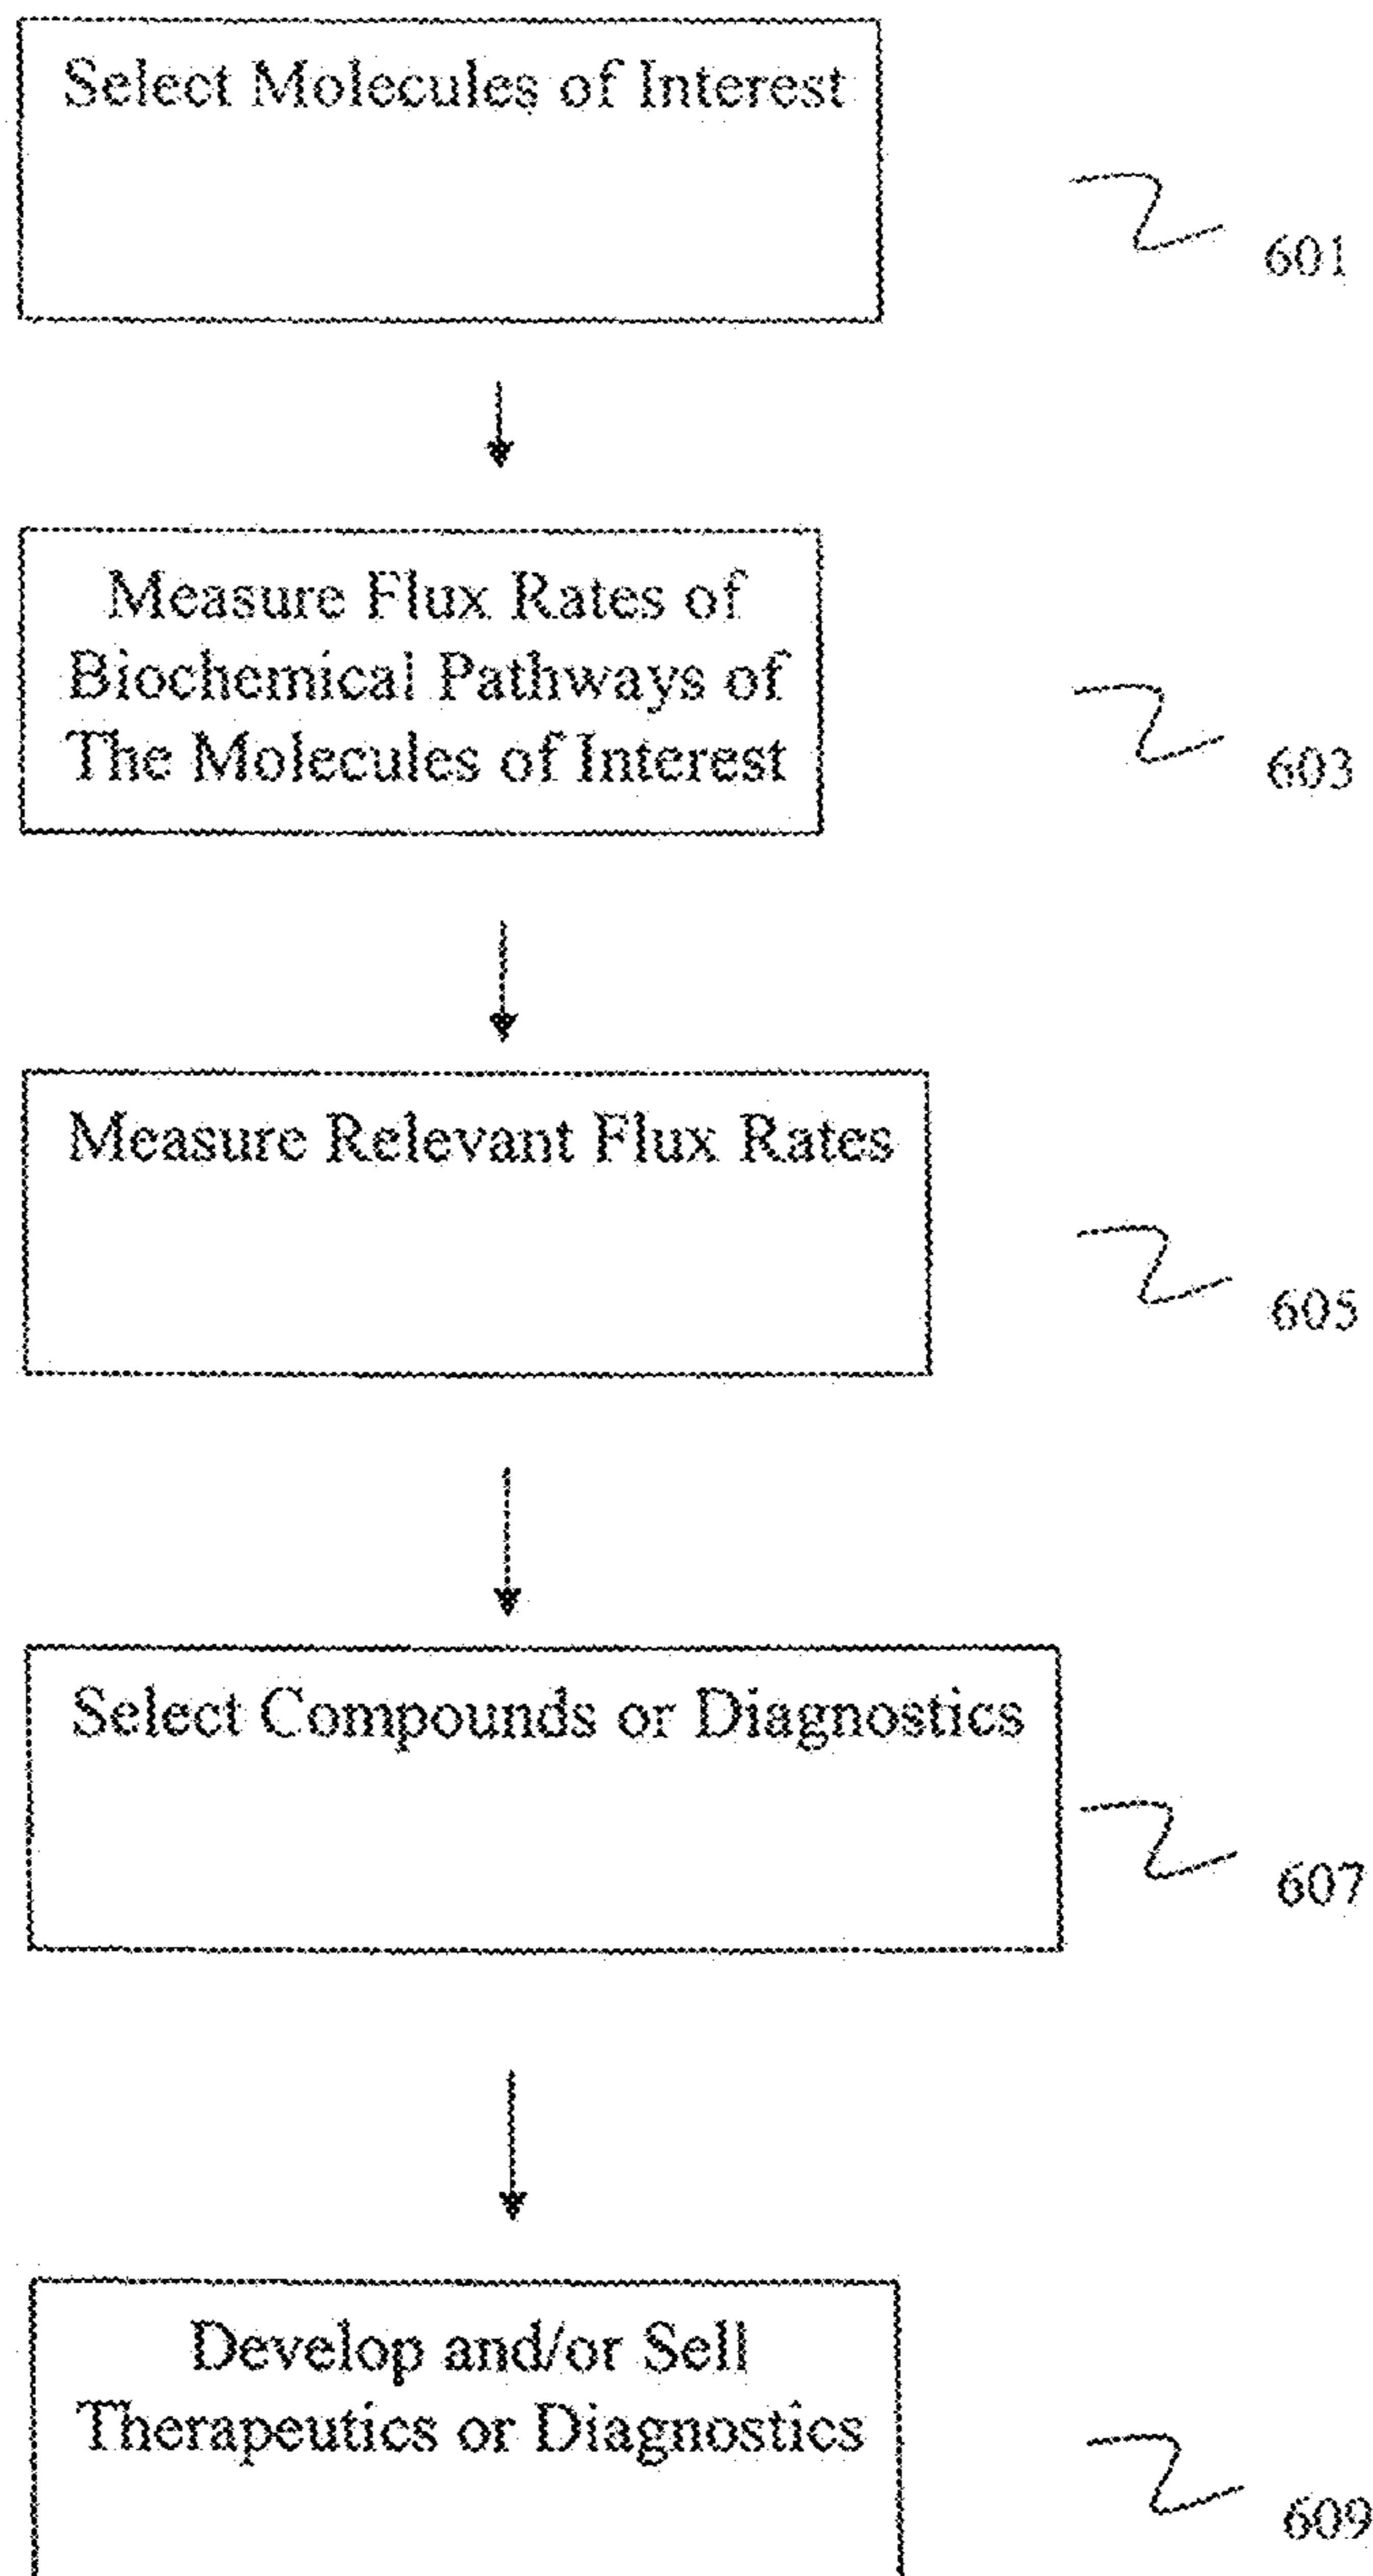 Select Molecules of Interest
601
Measure Flux Rates of
Biochemical Pathways of
The Molecules of Interest
603
Measure Relevant Flux Rates
605
Select Compounds or Diagnostics
607
Develop and/or Sell
Therapeutics or Diagnostics
609